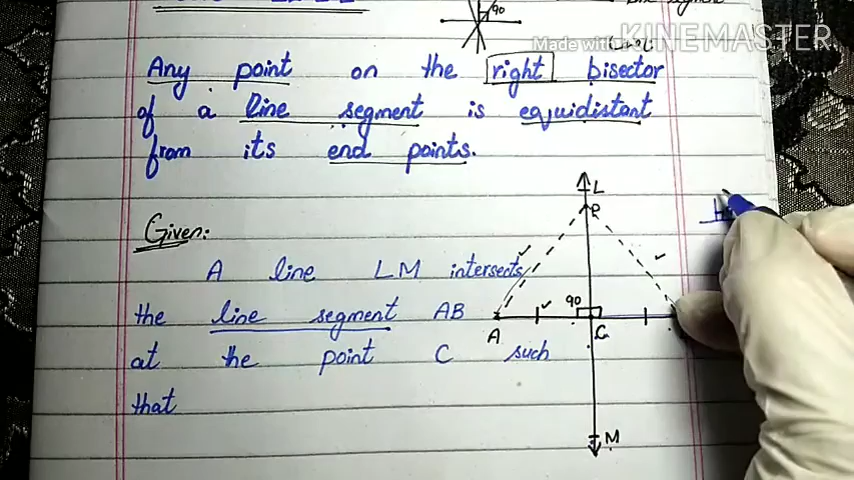 90
Made with KINEMASTER
Any point on the right bisector
of a line segment is equidistant
from its end points.
L
P
Given:
A line LM intersects
the line segment AB
at the point C such
that
90
A
C
M